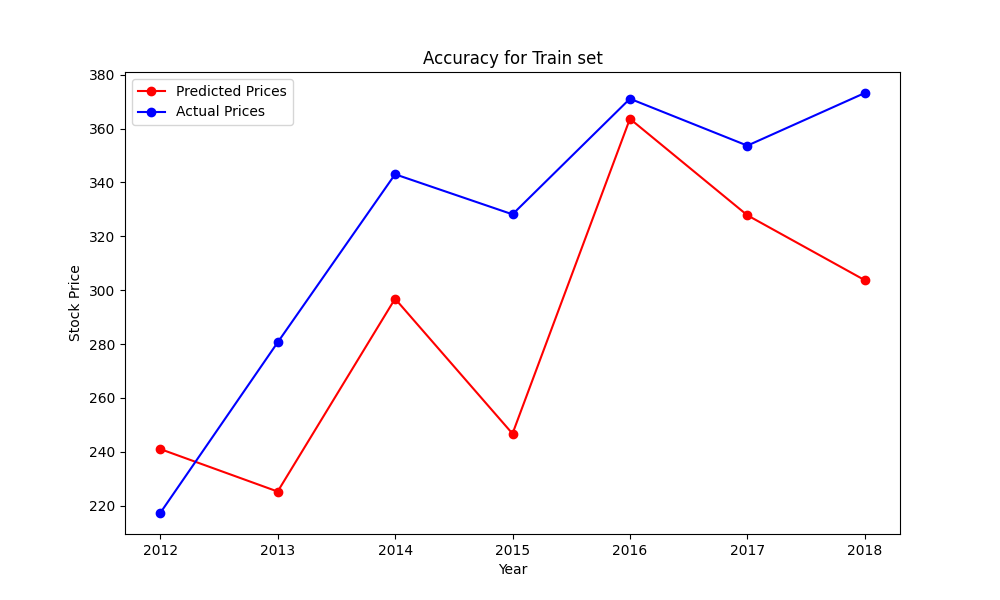 Accuracy for Train set
Predicted Prices
Actual Prices
380
360
340
320
300
280
260
240
220
Stock Price
2012 2013 2014 2015 2016 2017 2018
Year